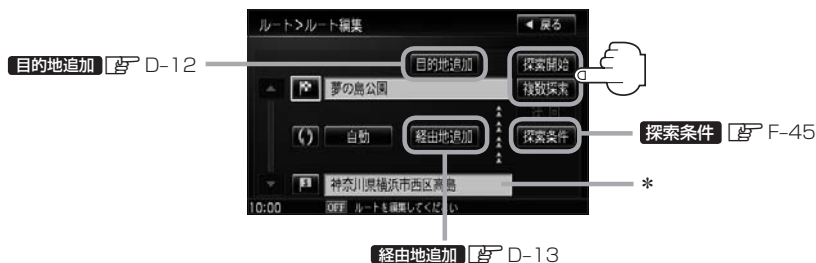 ルート>ルート編集
◀ 戻る
目的地追加 D-12
目的地追加
探索開始
夢の島公園
複数探索
自動
経由地追加
探索条件
探索条件 F-45
神奈川県横浜市西区高島
*
10:00
OFF ルートを編集してください
経由地追加 D-13